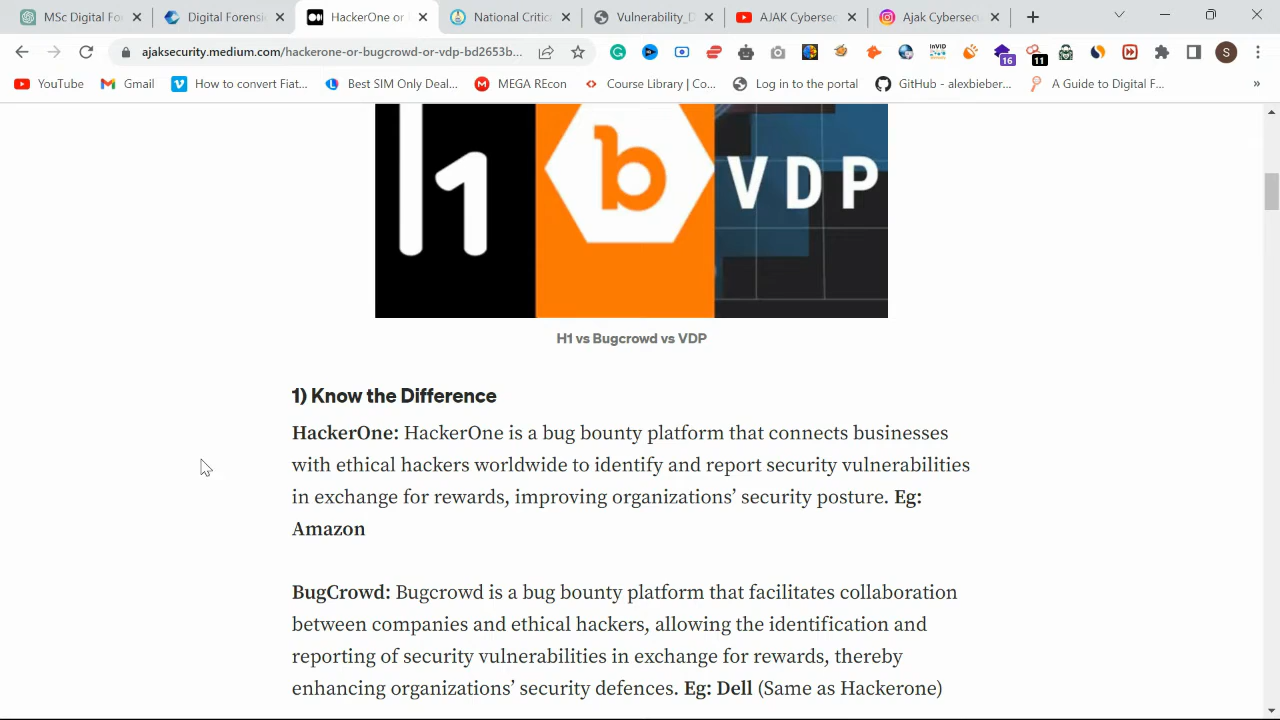 MSc Digital Fo
Digital Forensi
HackerOne or
National Critic
Vulnerability_D
AJAK Cybersec
Ajak Cybersec
ajaksecurity.medium.com/hackerone-or-bugcrowd-or-vdp-bd2653b...
16
11
S
YouTube
Gmail
How to convert Fiat...
Best SIM Only Deal...
MEGA REcon
Course Library | Co...
Log in to the portal
GitHub - alexbieber...
A Guide to Digital F...
»
h1
b
VDP
H1 vs Bugcrowd vs VDP
1) Know the Difference
HackerOne: HackerOne is a bug bounty platform that connects businesses
with ethical hackers worldwide to identify and report security vulnerabilities
in exchange for rewards, improving organizations’ security posture. Eg:
Amazon
BugCrowd: Bugcrowd is a bug bounty platform that facilitates collaboration
between companies and ethical hackers, allowing the identification and
reporting of security vulnerabilities in exchange for rewards, thereby
enhancing organizations’ security defences. Eg: Dell (Same as Hackerone)